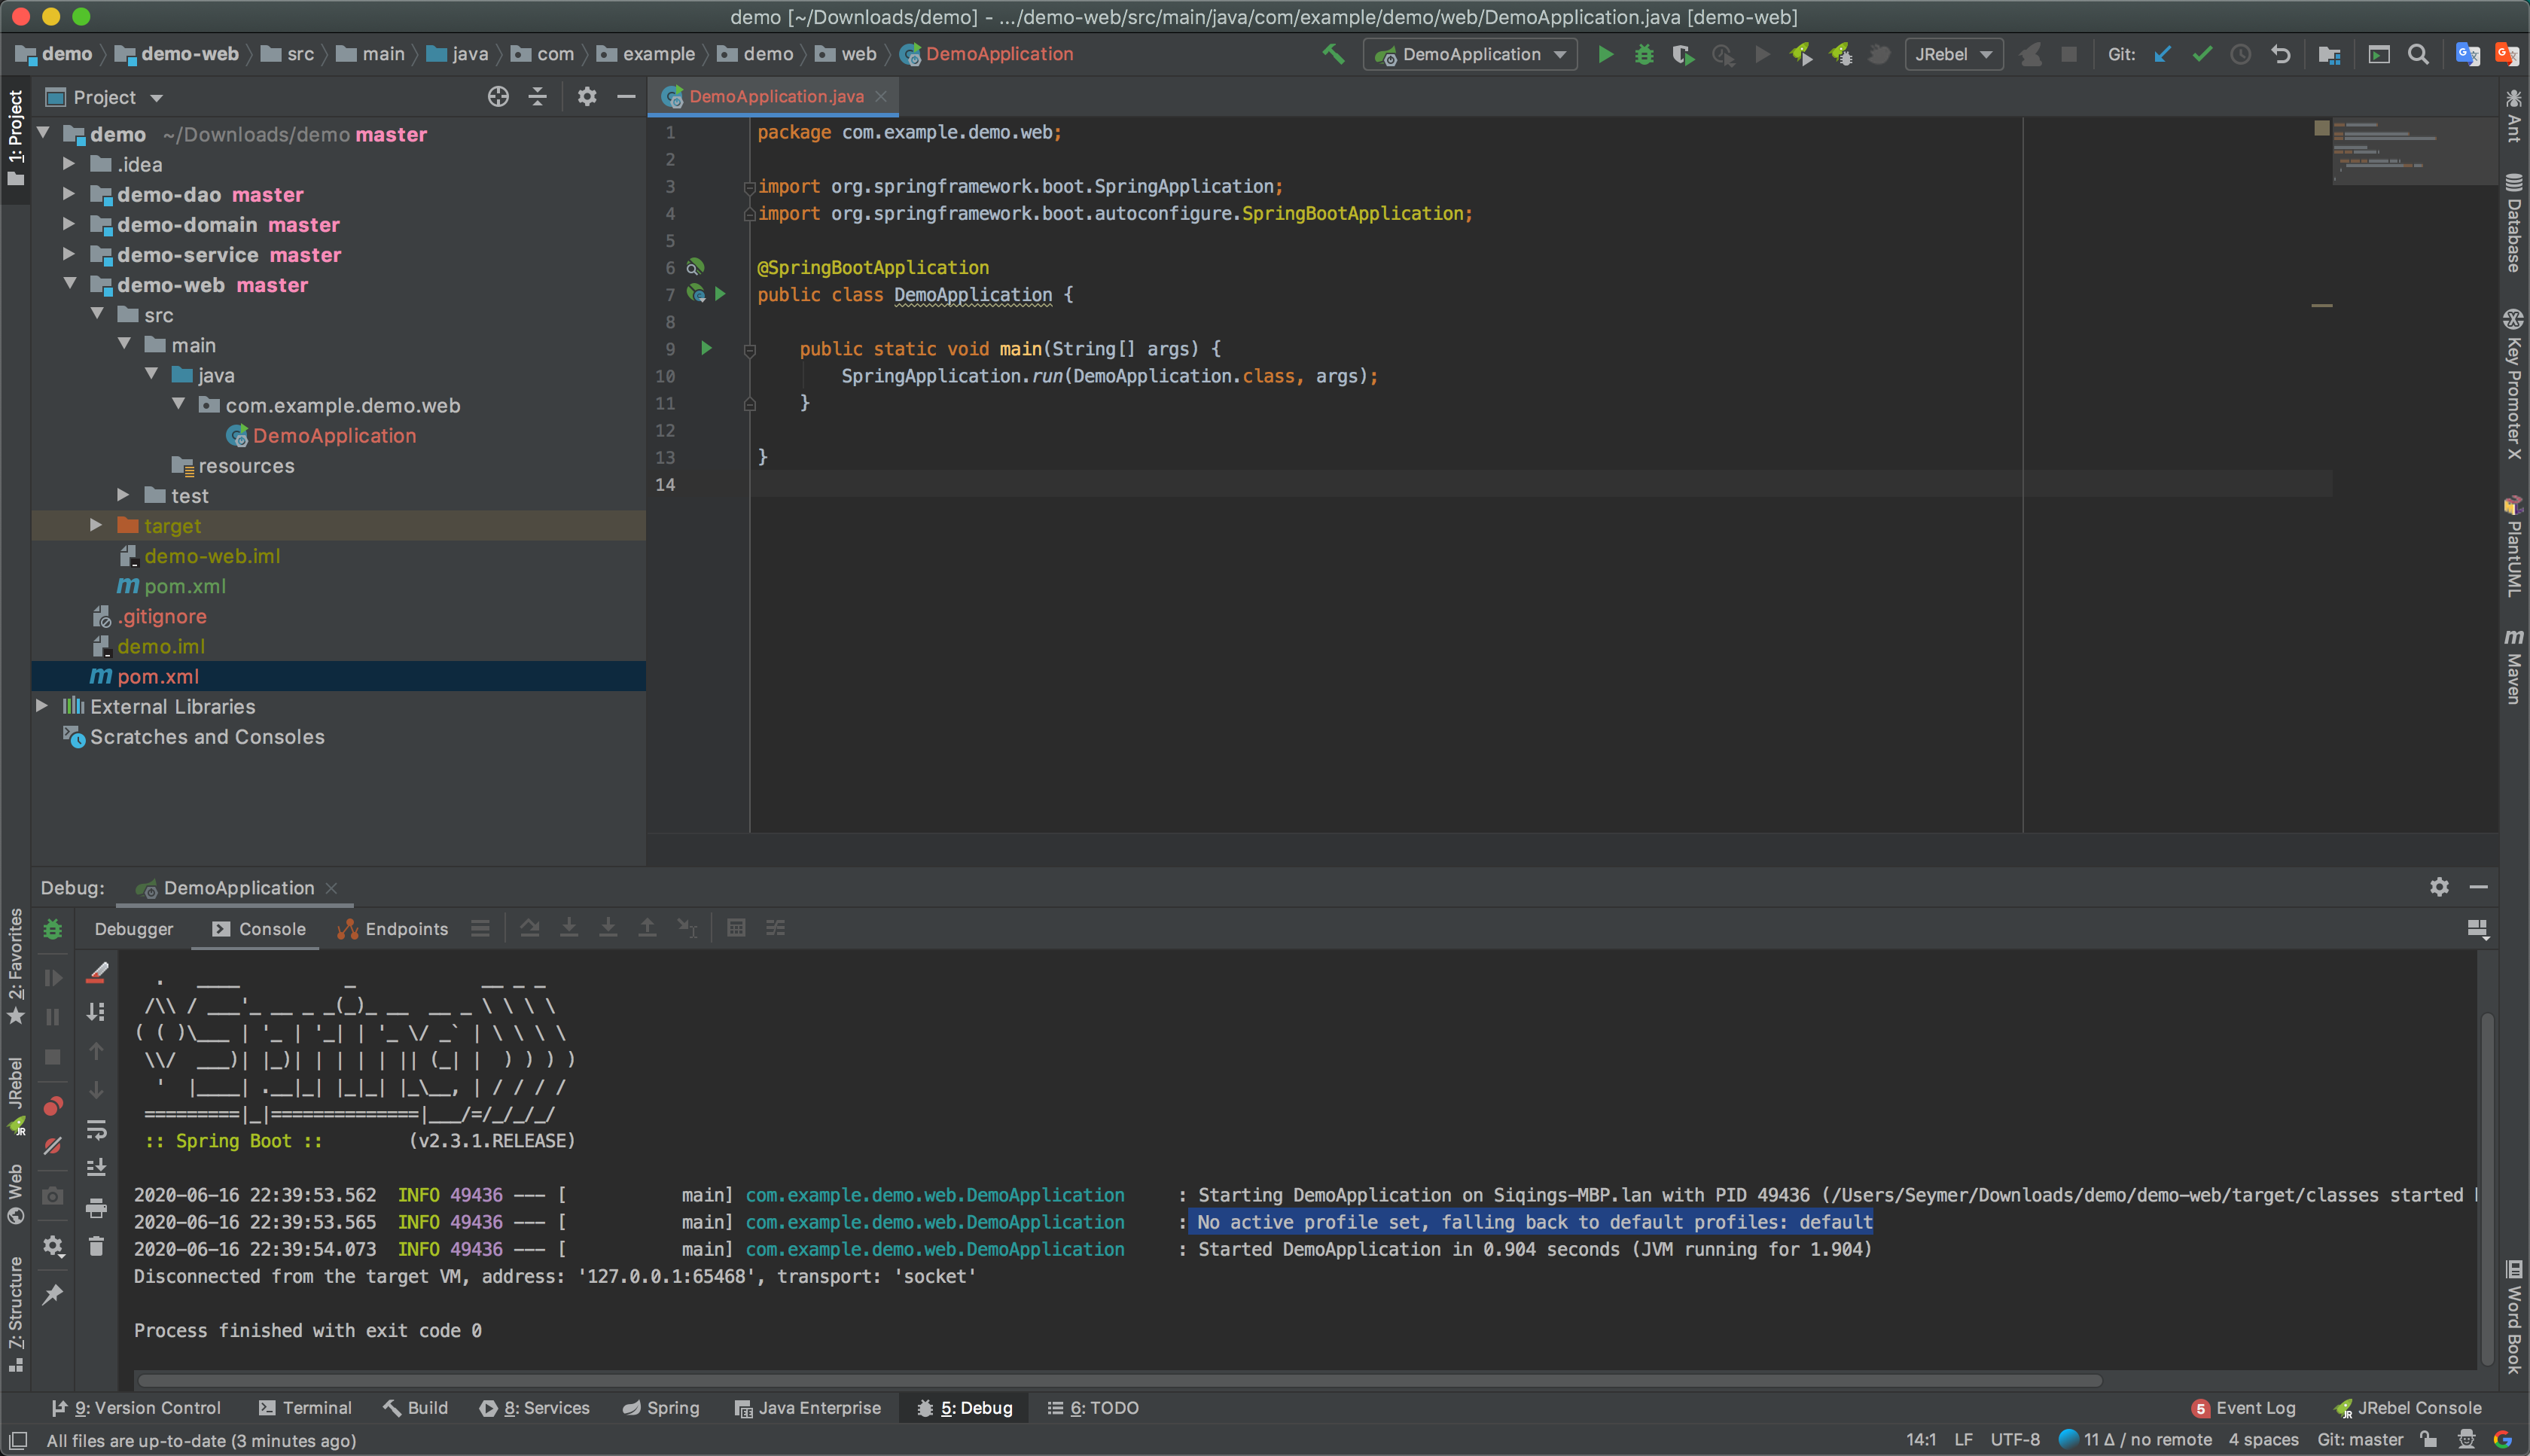 demo [~/Downloads/demo] - .../demo-web/src/main/java/com/example/demo/web/DemoApplication.java [demo-web]
demo demo-web src main java com example demo web DemoApplication DemoApplication JRebel Git:
Project
DemoApplication.java
demo ~/Downloads/demo master
.idea
demo-dao master
demo-domain master
demo-service master
demo-web master
src
main
java
com.example.demo.web
DemoApplication
resources
test
target
demo-web.iml
pom.xml
.gitignore
demo.iml
pom.xml
External Libraries
Scratches and Consoles
1 package com.example.demo.web;
2
3 import org.springframework.boot.SpringApplication;
4 import org.springframework.boot.autoconfigure.SpringBootApplication;
5
6 @SpringBootApplication
7 public class DemoApplication {
8
9 public static void main(String[] args) {
10 SpringApplication.run(DemoApplication.class, args);
11 }
12
13 }
14
1: Project
2: Favorites
JRebel
Web
Z: Structure
Ant
Database
Key Promoter X
PlantUML
Maven
Word Book
Debug: DemoApplication
Debugger Console Endpoints
  .   ____          _            __ _ _
 /\\ / ___'_ __ _ _(_)_ __  __ _ \ \ \ \
( ( )\___ | '_ | '_| | '_ \/ _` | \ \ \ \
 \\/  ___)| |_)| | | | | || (_| |  ) ) ) )
  '  |____| .__|_| |_|_| |_\__, | / / / /
 =========|_|==============|___/=/_/_/_/
 :: Spring Boot ::        (v2.3.1.RELEASE)
2020-06-16 22:39:53.562  INFO 49436 --- [           main] com.example.demo.web.DemoApplication     : Starting DemoApplication on Siqings-MBP.lan with PID 49436 (/Users/Seymer/Downloads/demo/demo-web/target/classes started
2020-06-16 22:39:53.565  INFO 49436 --- [           main] com.example.demo.web.DemoApplication     : No active profile set, falling back to default profiles: default
2020-06-16 22:39:54.073  INFO 49436 --- [           main] com.example.demo.web.DemoApplication     : Started DemoApplication in 0.904 seconds (JVM running for 1.904)
Disconnected from the target VM, address: '127.0.0.1:65468', transport: 'socket'
Process finished with exit code 0
9: Version Control Terminal Build 8: Services Spring Java Enterprise 5: Debug 6: TODO 5 Event Log JRebel Console
All files are up-to-date (3 minutes ago) 14:1 LF UTF-8 11 Δ / no remote 4 spaces Git: master